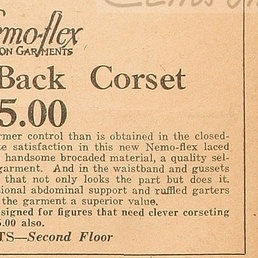 mo-flex
ON GARMENTS
Back Corset
5.00
rmer control than is obtained in the closed-
te satisfaction in this new Nemo-flex laced
handsome brocaded material, a quality sel-
garment. And in the waistband and gussets
that not only looks the part but does it,
tional abdominal support and ruffled garters
the garment a superior value.
signed for figures that need clever corseting
5.00 also.
TS—Second Floor